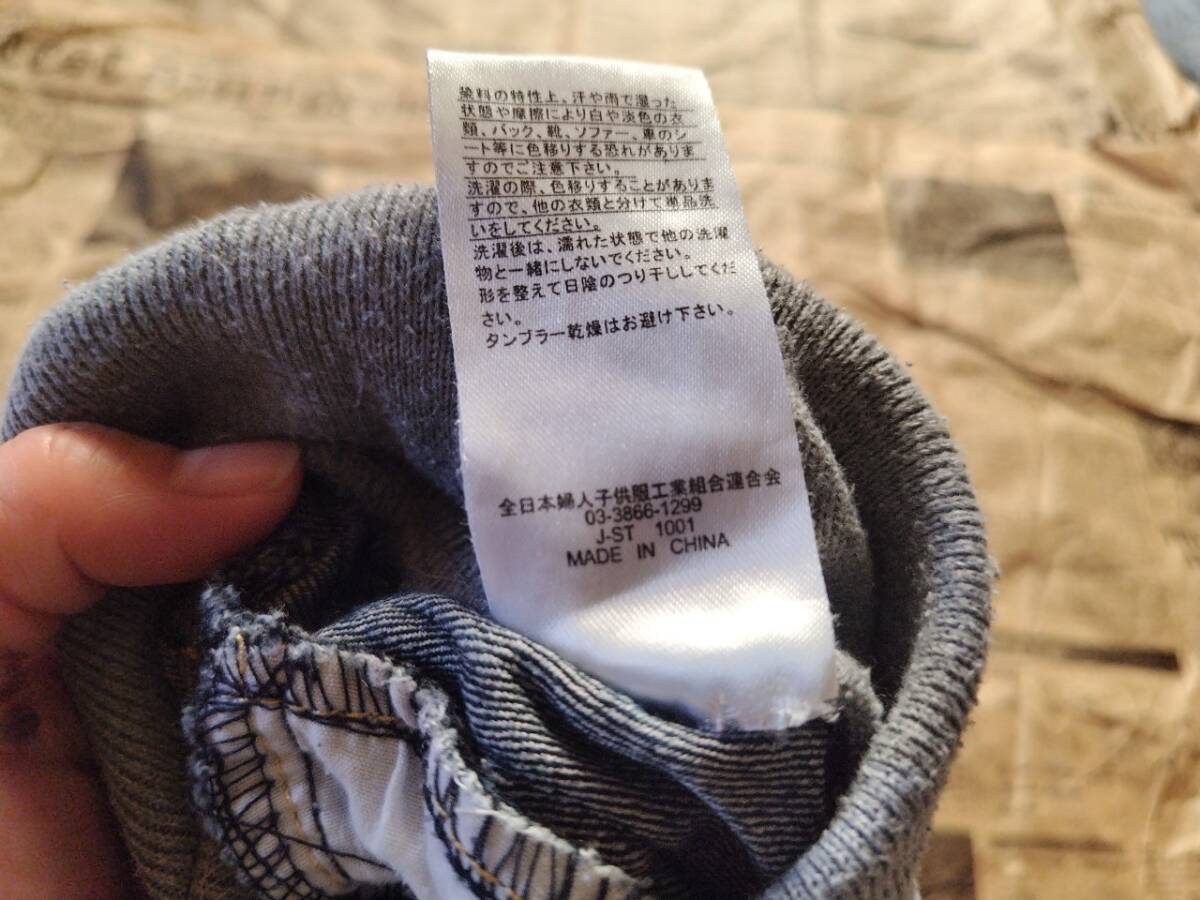 染料の特性上、汗や雨で湿った
状態や摩擦により白や淡色の衣
類、バック、靴、ソファー、車のシ
ート等に色移りする恐れがありま
すのでご注意下さい。
洗濯の際、色移りすることがありま
すので、他の衣類と分けて単品洗
いをしてください。
洗濯後は、濡れた状態で他の洗濯
物と一緒にしないでください。
形を整えて日陰のつり干ししてくだ
さい。
タンブラー乾燥はお避け下さい。
全日本婦人子供服工業組合連合会
03-3866-1299
J-ST 1001
MADE IN CHINA